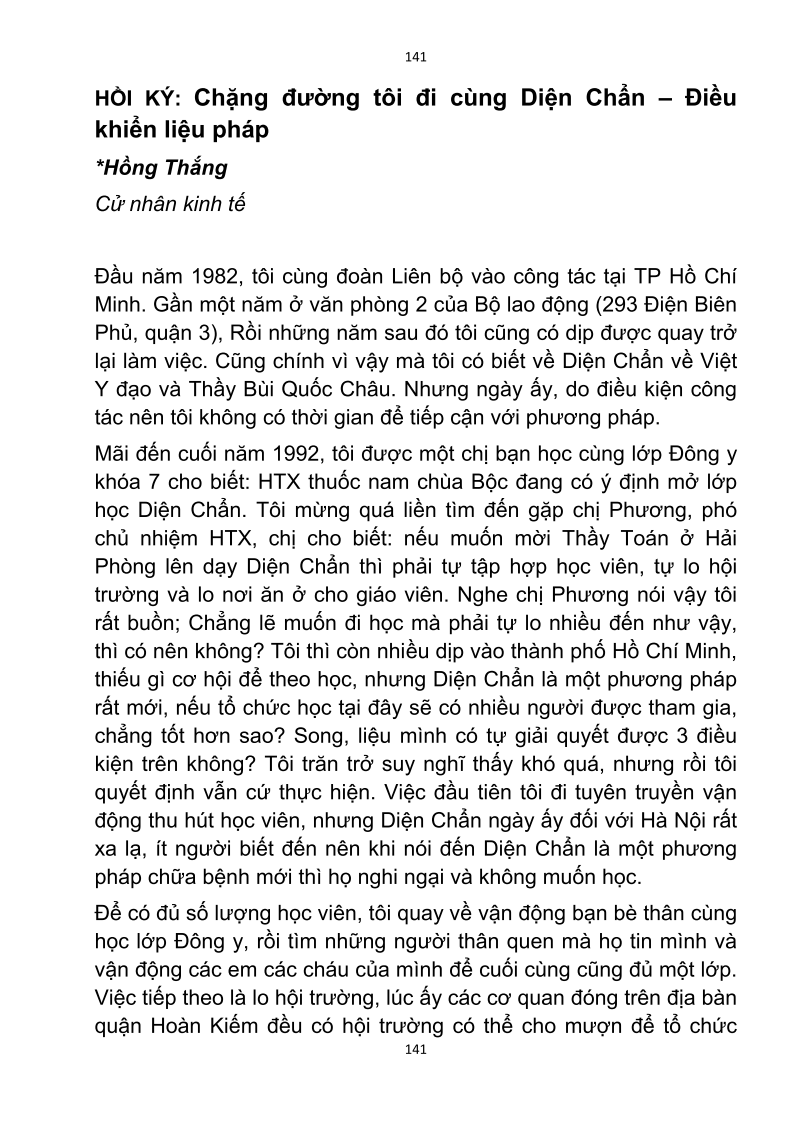 141
HỒI KÝ: Chặng đường tôi đi cùng Diện Chẩn – Điều
khiển liệu pháp
*Hồng Thắng
Cử nhân kinh tế
Đầu năm 1982, tôi cùng đoàn Liên bộ vào công tác tại TP Hồ Chí
Minh. Gần một năm ở văn phòng 2 của Bộ lao động (293 Điện Biên
Phủ, quận 3), Rồi những năm sau đó tôi cũng có dịp được quay trở
lại làm việc. Cũng chính vì vậy mà tôi có biết về Diện Chẩn về Việt
Y đạo và Thầy Bùi Quốc Châu. Nhưng ngày ấy, do điều kiện công
tác nên tôi không có thời gian để tiếp cận với phương pháp.
Mãi đến cuối năm 1992, tôi được một chị bạn học cùng lớp Đông y
khóa 7 cho biết: HTX thuốc nam chùa Bộc đang có ý định mở lớp
học Diện Chẩn. Tôi mừng quá liền tìm đến gặp chị Phương, phó
chủ nhiệm HTX, chị cho biết: nếu muốn mời Thầy Toán ở Hải
Phòng lên dạy Diện Chẩn thì phải tự tập hợp học viên, tự lo hội
trường và lo nơi ăn ở cho giáo viên. Nghe chị Phương nói vậy tôi
rất buồn; Chẳng lẽ muốn đi học mà phải tự lo nhiều đến như vậy,
thì có nên không? Tôi thì còn nhiều dịp vào thành phố Hồ Chí Minh,
thiếu gì cơ hội để theo học, nhưng Diện Chẩn là một phương pháp
rất mới, nếu tổ chức học tại đây sẽ có nhiều người được tham gia,
chẳng tốt hơn sao? Song, liệu mình có tự giải quyết được 3 điều
kiện trên không? Tôi trăn trở suy nghĩ thấy khó quá, nhưng rồi tôi
quyết định vẫn cứ thực hiện. Việc đầu tiên tôi đi tuyên truyền vận
động thu hút học viên, nhưng Diện Chẩn ngày ấy đối với Hà Nội rất
xa lạ, ít người biết đến nên khi nói đến Diện Chẩn là một phương
pháp chữa bệnh mới thì họ nghi ngại và không muốn học.
Để có đủ số lượng học viên, tôi quay về vận động bạn bè thân cùng
học lớp Đông y, rồi tìm những người thân quen mà họ tin mình và
vận động các em các cháu của mình để cuối cùng cũng đủ một lớp.
Việc tiếp theo là lo hội trường, lúc ấy các cơ quan đóng trên địa bàn
quận Hoàn Kiếm đều có hội trường có thể cho mượn để tổ chức
141